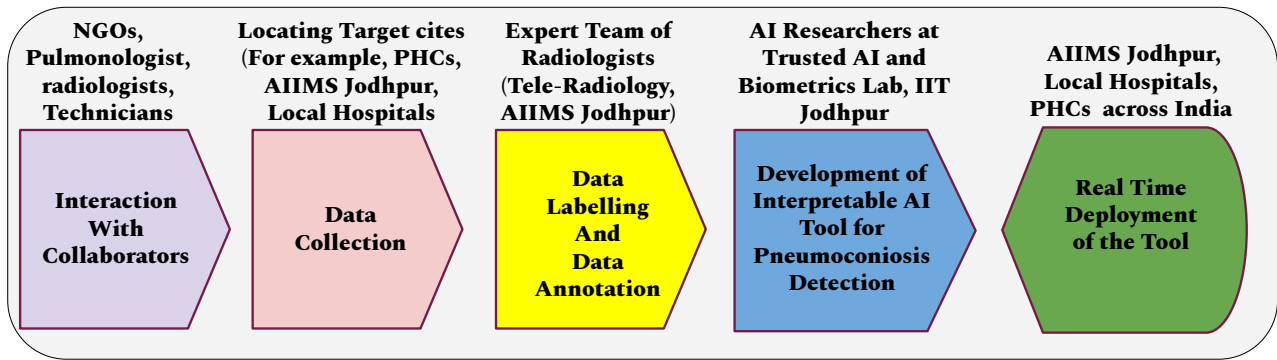 NGOs,
Pulmonologist,
radiologists,
Technicians
Interaction
With
Collaborators
Locating Target cites
(For example, PHCs,
AIIMS Jodhpur,
Local Hospitals
Data
Collection
Expert Team of
Radiologists
(Tele-Radiology,
AIIMS Jodhpur)
Data
Labelling
And
Data
Annotation
AI Researchers at
Trusted AI and
Biometrics Lab, IIT
Jodhpur
Development of
Interpretable AI
Tool for
Pneumoconiosis
Detection
AIIMS Jodhpur,
Local Hospitals,
PHCs across India
Real Time
Deployment
of the Tool